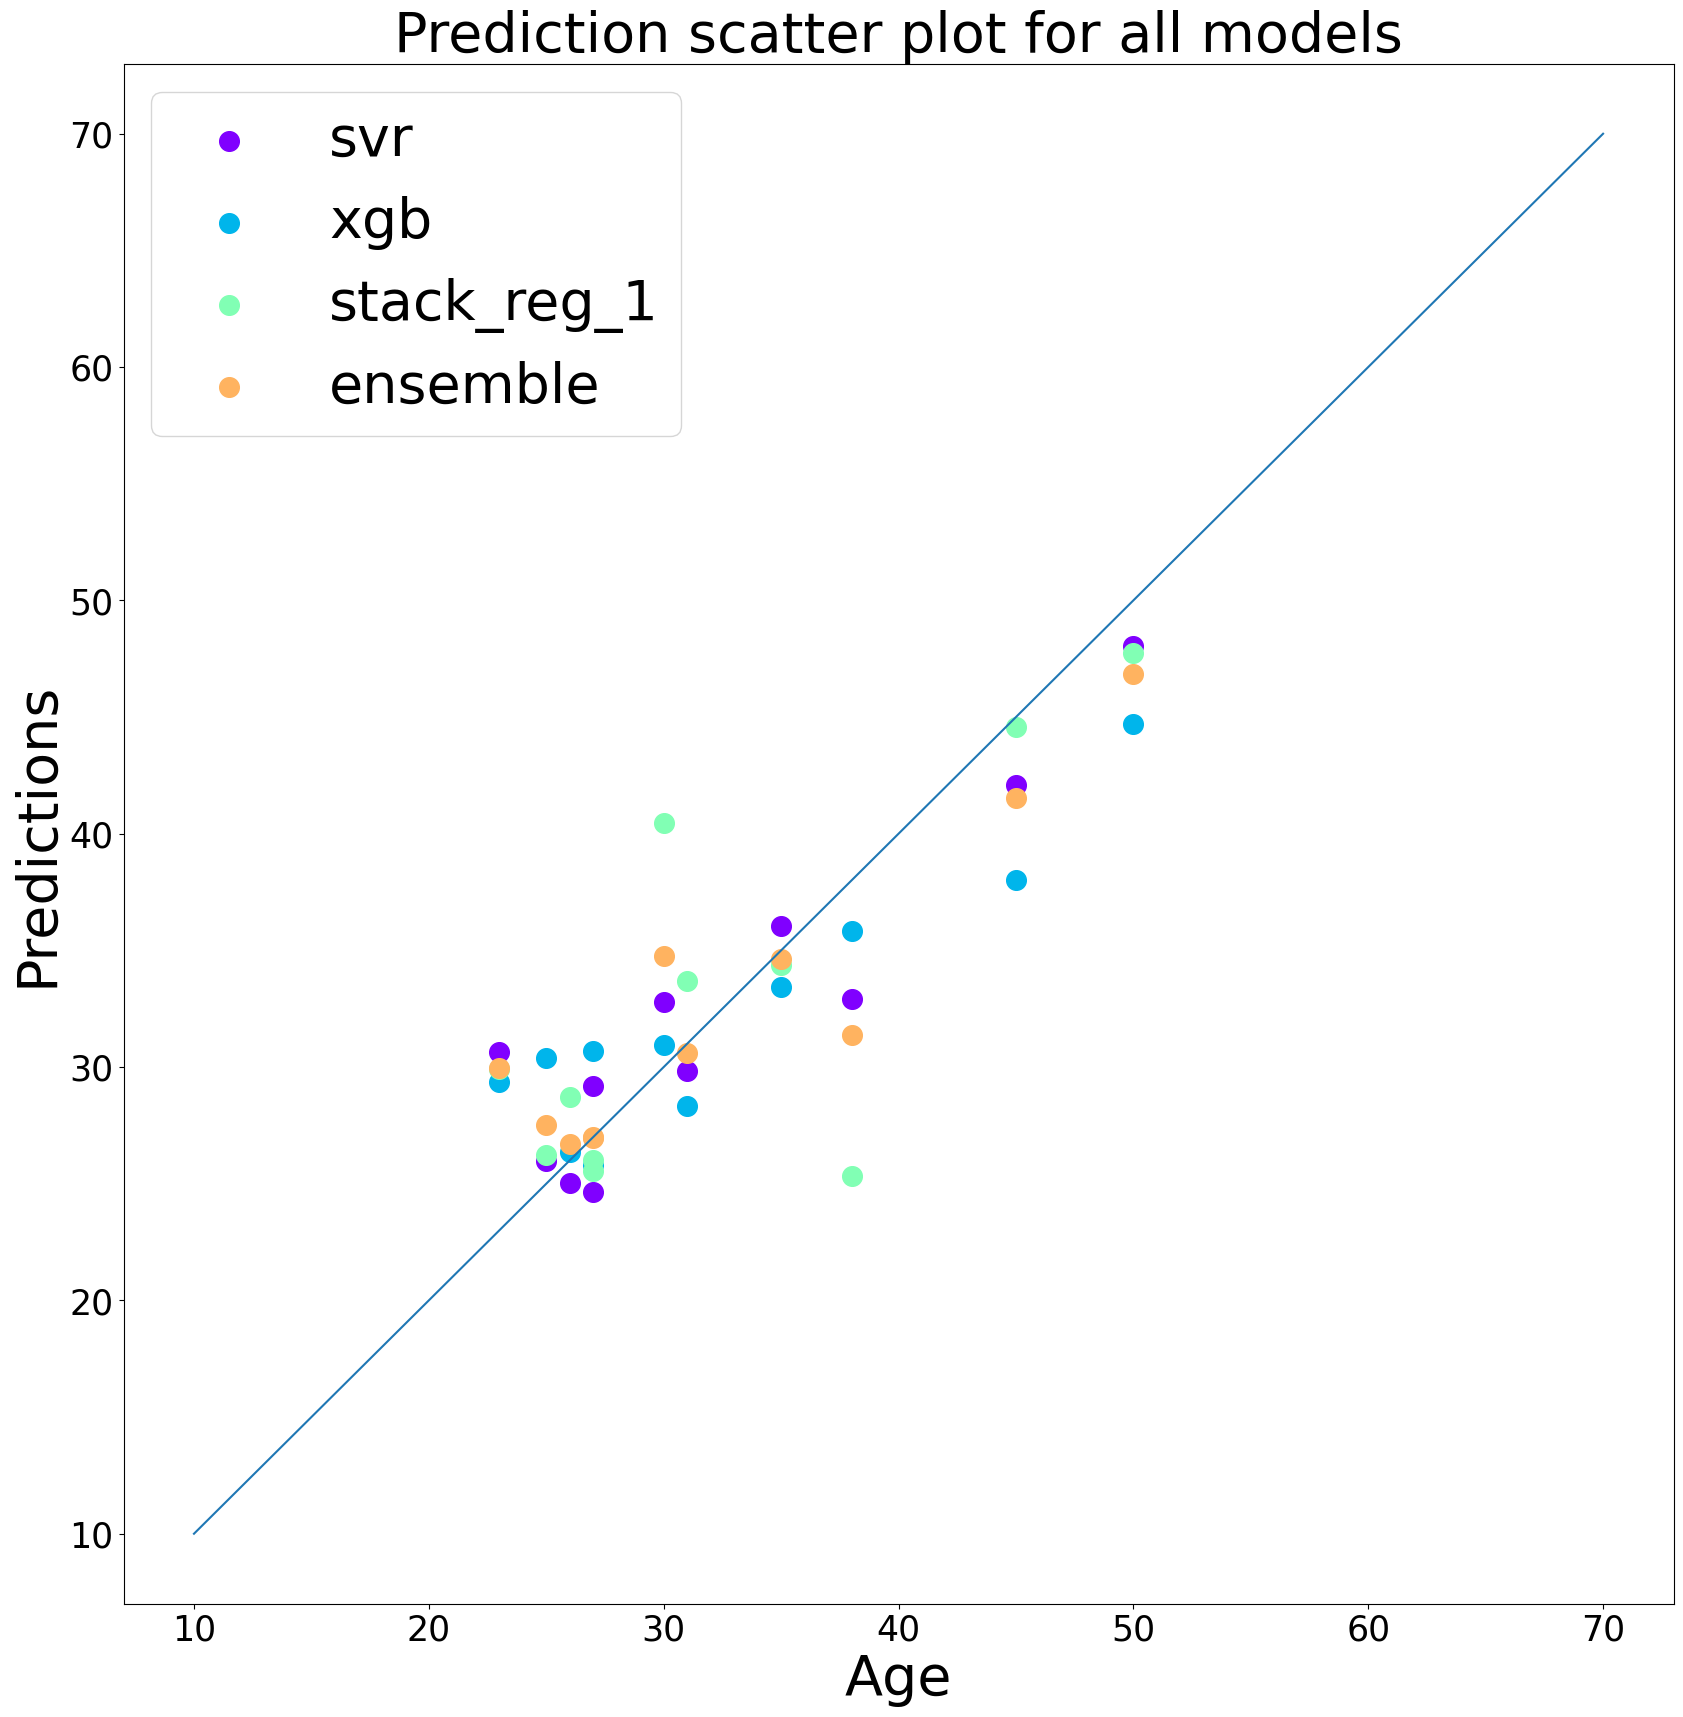 Prediction scatter plot for all models
svr
xgb
stack_reg_1
ensemble
Predictions
70
60
50
40
30
20
10
10 20 30 40 50 60 70
Age